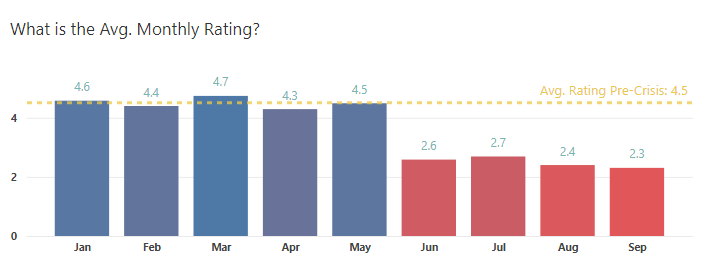 What is the Avg. Monthly Rating?
4.6 4.4 4.7 4.3 4.5 2.6 2.7 2.4 2.3
Avg. Rating Pre-Crisis: 4.5
4
2
0
Jan Feb Mar Apr May Jun Jul Aug Sep